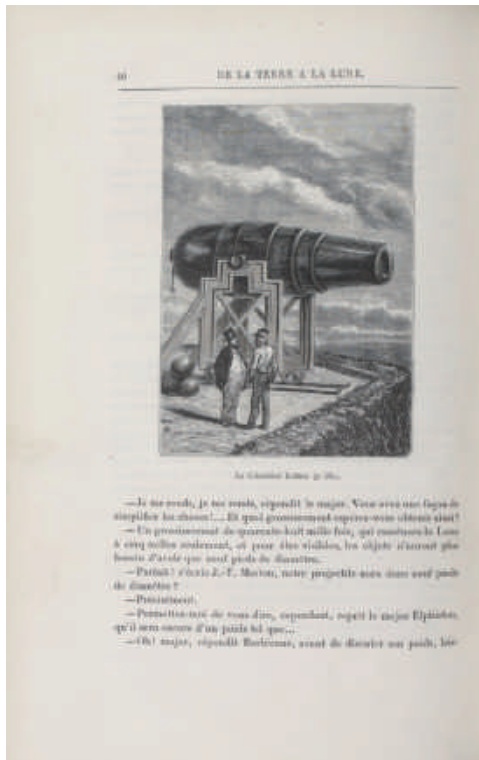 DE LA TERRE A LA LUNE.
—Je me rends, je me rends, répondit le major. Vous avez une façon de
simplifier les choses!... Et quel grossissement espérez-vous obtenir ainsi?
—Un grossissement de quarante-huit mille fois, qui ramènera la Lune
à cinq milles seulement, et pour être visibles, les objets n'auront plus
besoin d'avoir que neuf pieds de diamètre.
—Parfait! s'écria J.-T. Maston, notre projectile aura donc neuf pieds
de diamètre?
—Précisément.
—Permettez-moi de vous dire, cependant, reprit le major Elphiston,
qu'il sera encore d'un poids tel que...
—Oh! major, répondit Barbicane, avant de discuter son poids, lais-